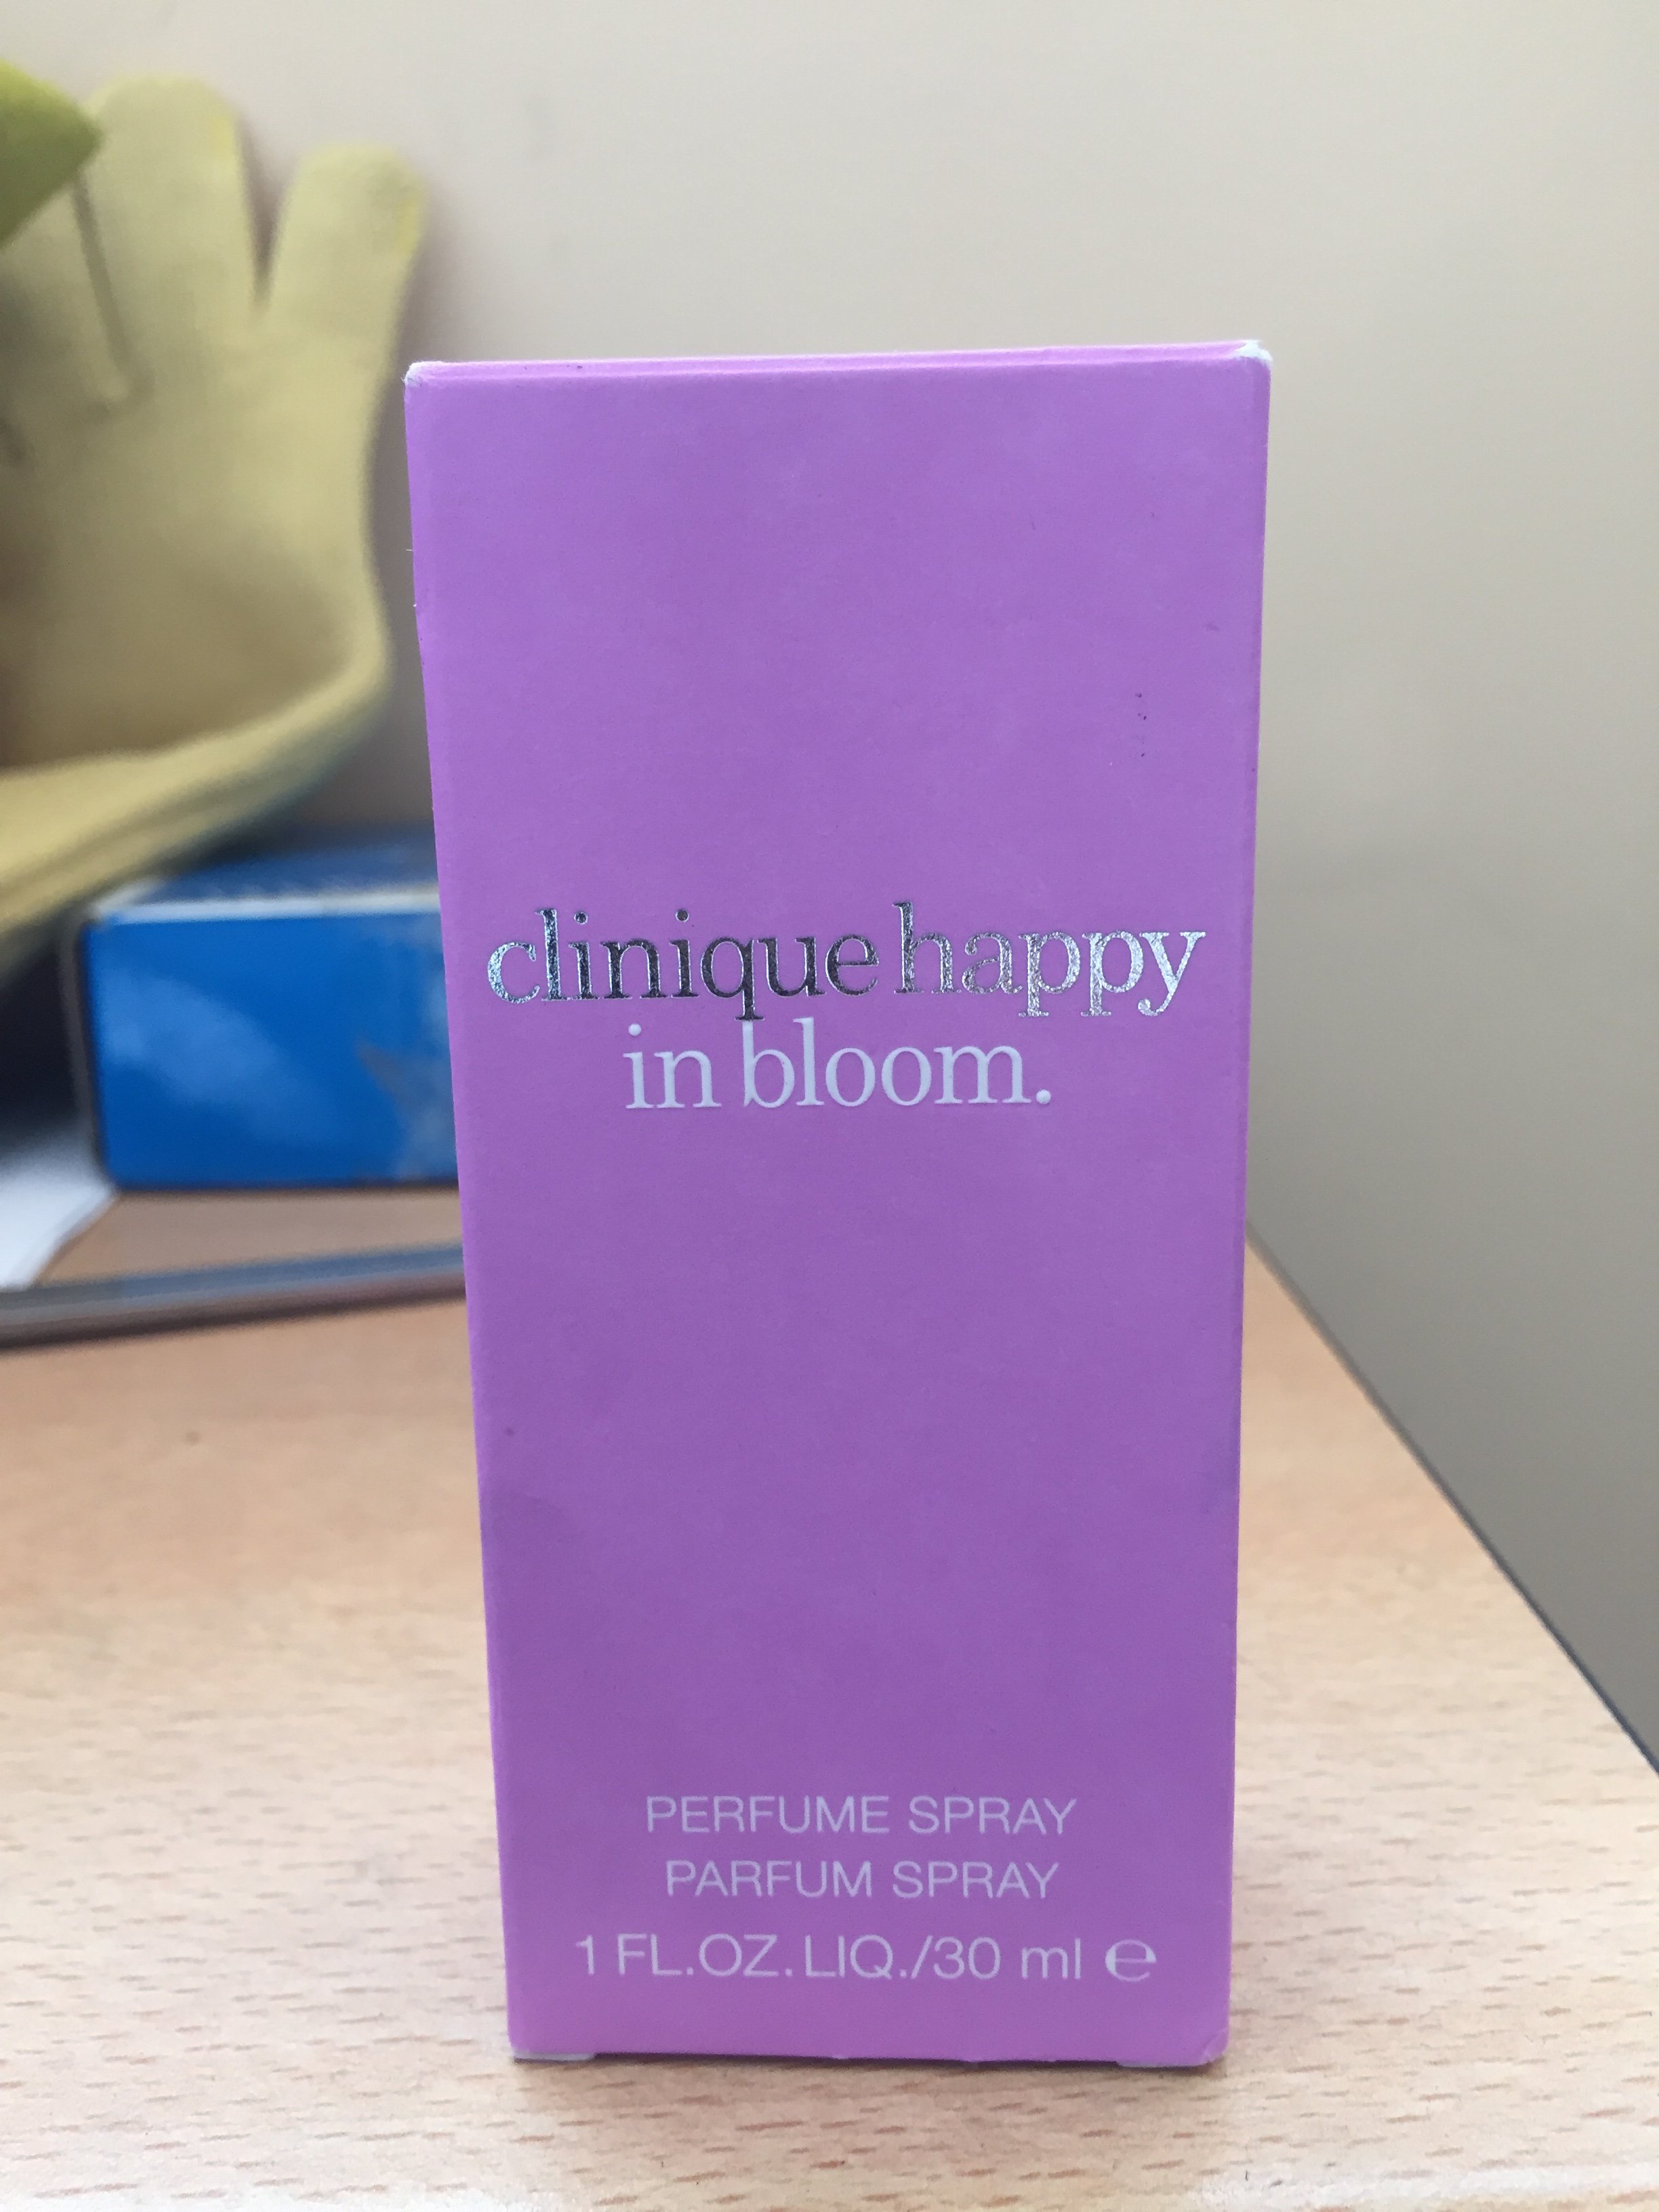 clinique happy
in bloom.
PERFUME SPRAY
PARFUM SPRAY
1 FL.OZ.LIQ./30 ml ℮